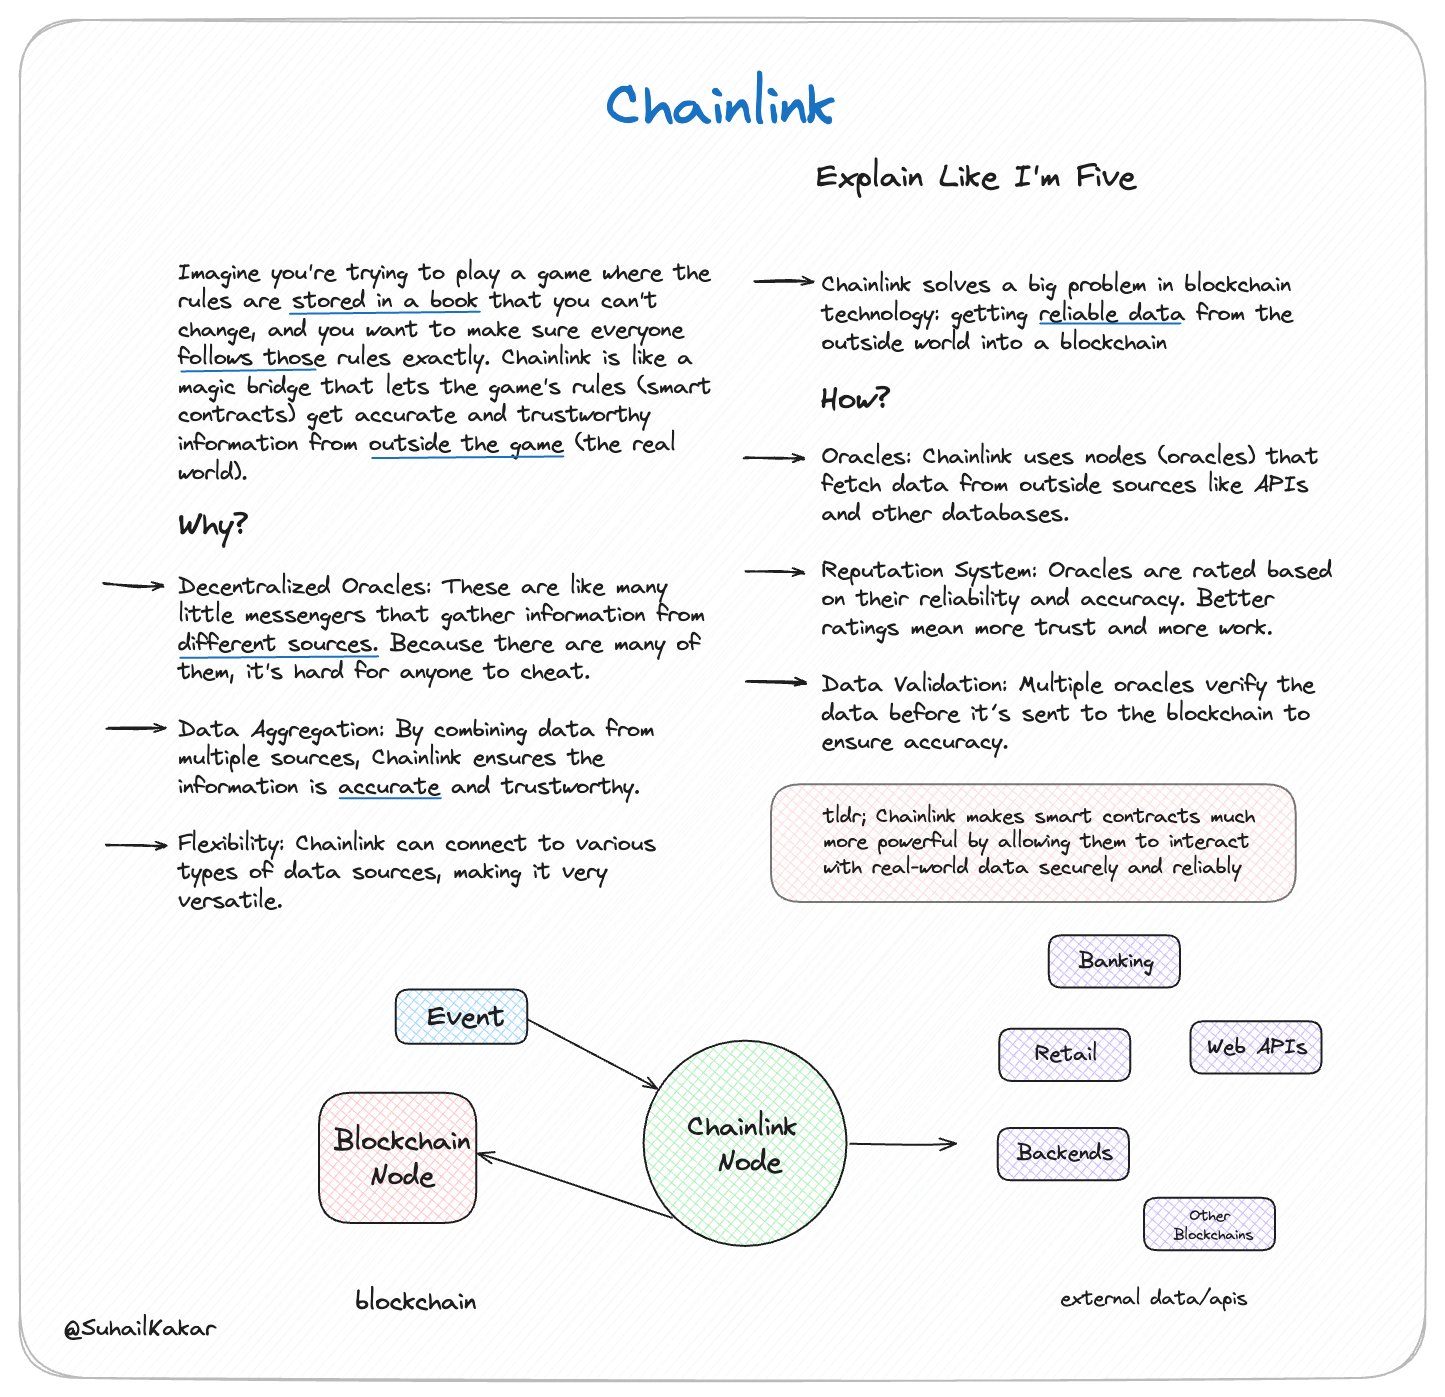 Chainlink
Explain Like I'm Five
Imagine you're trying to play a game where the
rules are stored in a book that you can't
change, and you want to make sure everyone
follows those rules exactly. Chainlink is like a
magic bridge that lets the game's rules (smart
contracts) get accurate and trustworthy
information from outside the game (the real
world).
Why?
Decentralized Oracles: These are like many
little messengers that gather information from
different sources. Because there are many of
them, it's hard for anyone to cheat.
Data Aggregation: By combining data from
multiple sources, Chainlink ensures the
information is accurate and trustworthy.
Flexibility: Chainlink can connect to various
types of data sources, making it very
versatile.
Chainlink solves a big problem in blockchain
technology: getting reliable data from the
outside world into a blockchain
How?
Oracles: Chainlink uses nodes (oracles) that
fetch data from outside sources like APIs
and other databases.
Reputation System: Oracles are rated based
on their reliability and accuracy. Better
ratings mean more trust and more work.
Data Validation: Multiple oracles verify the
data before it's sent to the blockchain to
ensure accuracy.
tldr; Chainlink makes smart contracts much
more powerful by allowing them to interact
with real-world data securely and reliably
Event
Blockchain
Node
Chainlink
Node
Banking
Retail
Web APIs
Backends
Other
Blockchains
blockchain
external data/apis
@SuhailKakar